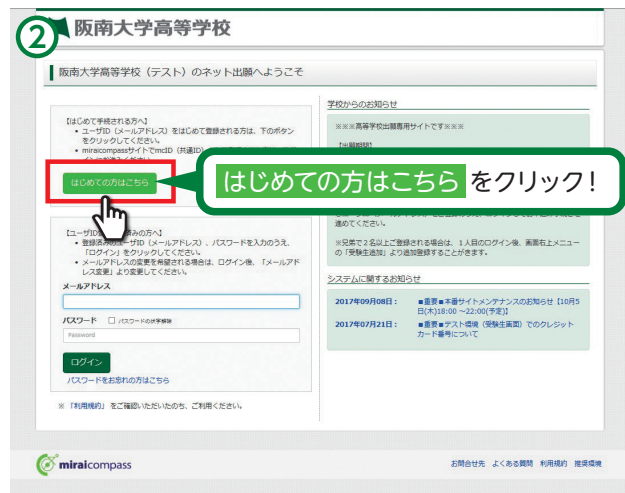 ②
阪南大学高等学校
阪南大学高等学校（テスト）のネット出願へようこそ
【はじめて手続される方へ】
• ユーザID（メールアドレス）をはじめて登録される方は、下のボタン
をクリックしてください。
• miraicompassサイトでmcID（共通ID）
はじめての方はこちら
はじめての方はこちら をクリック！
登録済みのユーザID（メールアドレス）、パスワードを入力のうえ、
「ログイン」をクリックしてください。
• メールアドレスの変更を希望される場合は、ログイン後、「メールアド
レス変更」より変更してください。
メールアドレス
パスワード
Password
ログイン
パスワードをお忘れの方はこちら
※「利用規約」をご確認いただいたのち、ご利用ください。
学校からのお知らせ
※※※高等学校出願専用サイトです※※※
【出願期間】
進めてください。
※兄弟で２名以上ご登録される場合は、１人目のログイン後、画面右上メニュー
の「受験生追加」より追加登録することができます。
システムに関するお知らせ
2017年09月08日： ■重要■本番サイトメンテナンスのお知らせ【10月5
日(木)18:00 ～22:00(予定)】
2017年07月21日： ■重要■テスト環境（受験生画面）でのクレジット
カード番号について
miraicompass
お問合せ先 よくある質問 利用規約 推奨環境